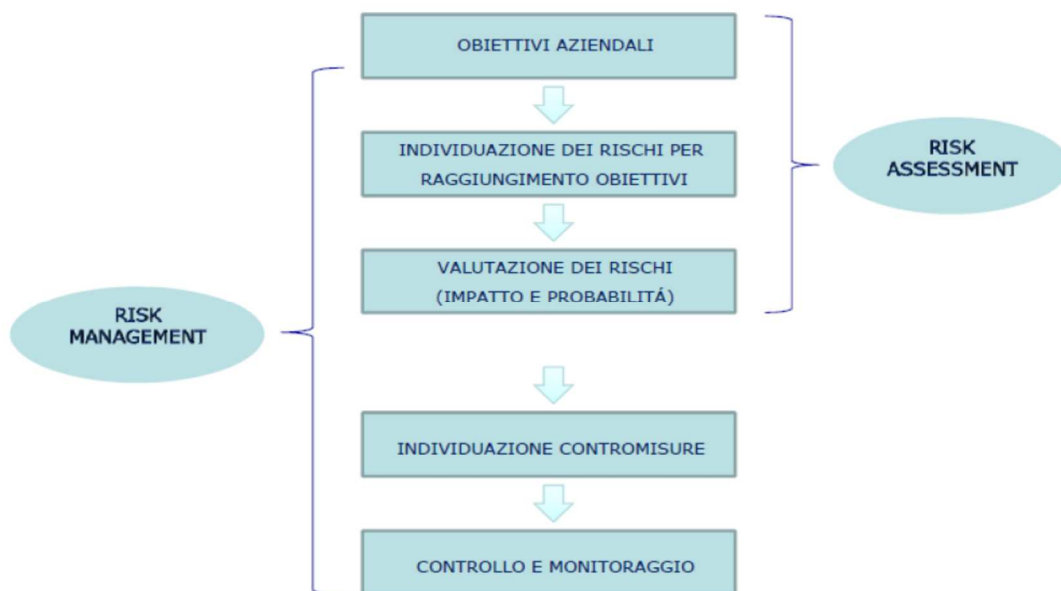 OBIETTIVI AZIENDALI
INDIVIDUAZIONE DEI RISCHI PER
RAGGIUNGIMENTO OBIETTIVI
RISK
ASSESSMENT
VALUTAZIONE DEI RISCHI
(IMPATTO E PROBABILITÁ)
RISK
MANAGEMENT
INDIVIDUAZIONE CONTROMISURE
CONTROLLO E MONITORAGGIO